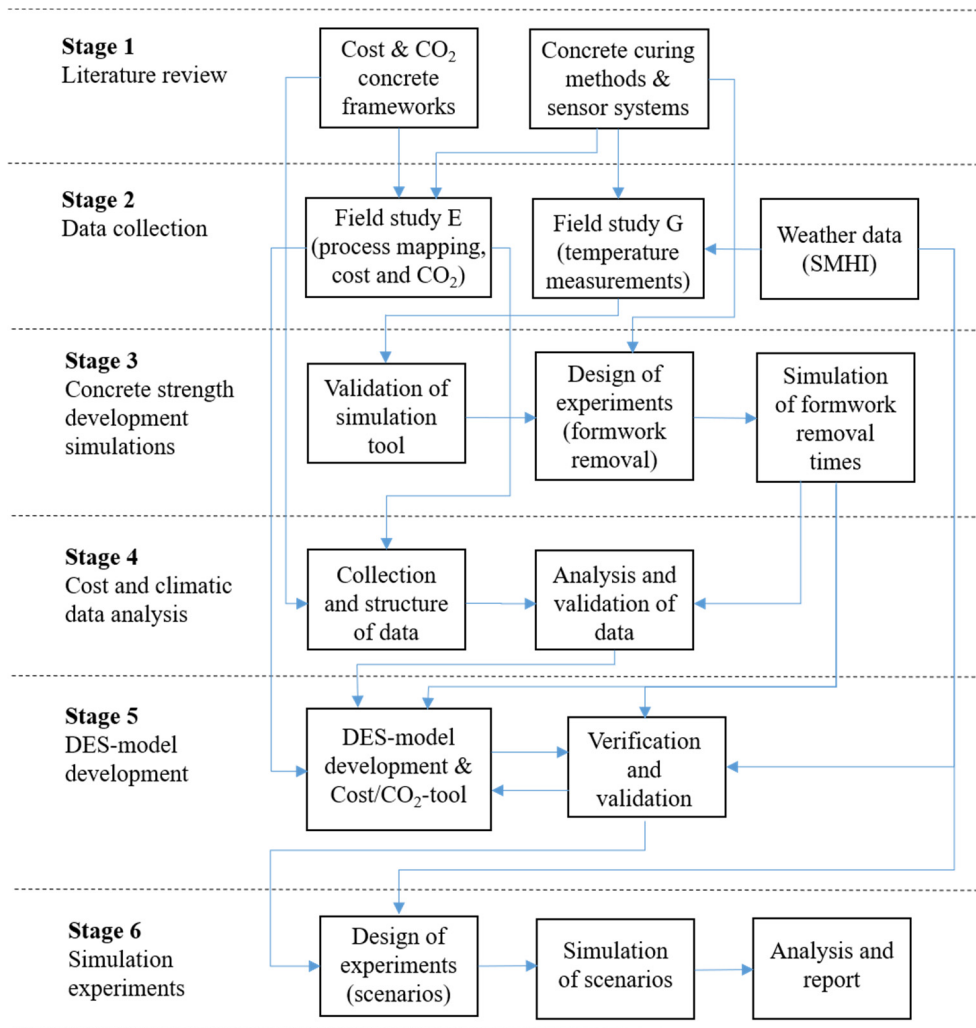 Stage 1
Literature review
Cost & CO₂
concrete
frameworks
Concrete curing
methods &
sensor systems
Stage 2
Data collection
Field study E
(process mapping,
cost and CO₂)
Field study G
(temperature
measurements)
Weather data
(SMHI)
Stage 3
Concrete strength
development
simulations
Validation of
simulation
tool
Design of
experiments
(formwork
removal)
Simulation
of formwork
removal
times
Stage 4
Cost and climatic
data analysis
Collection
and structure
of data
Analysis and
validation of
data
Stage 5
DES-model
development
DES-model
development &
Cost/CO₂-tool
Verification
and
validation
Stage 6
Simulation
experiments
Design of
experiments
(scenarios)
Simulation
of scenarios
Analysis and
report